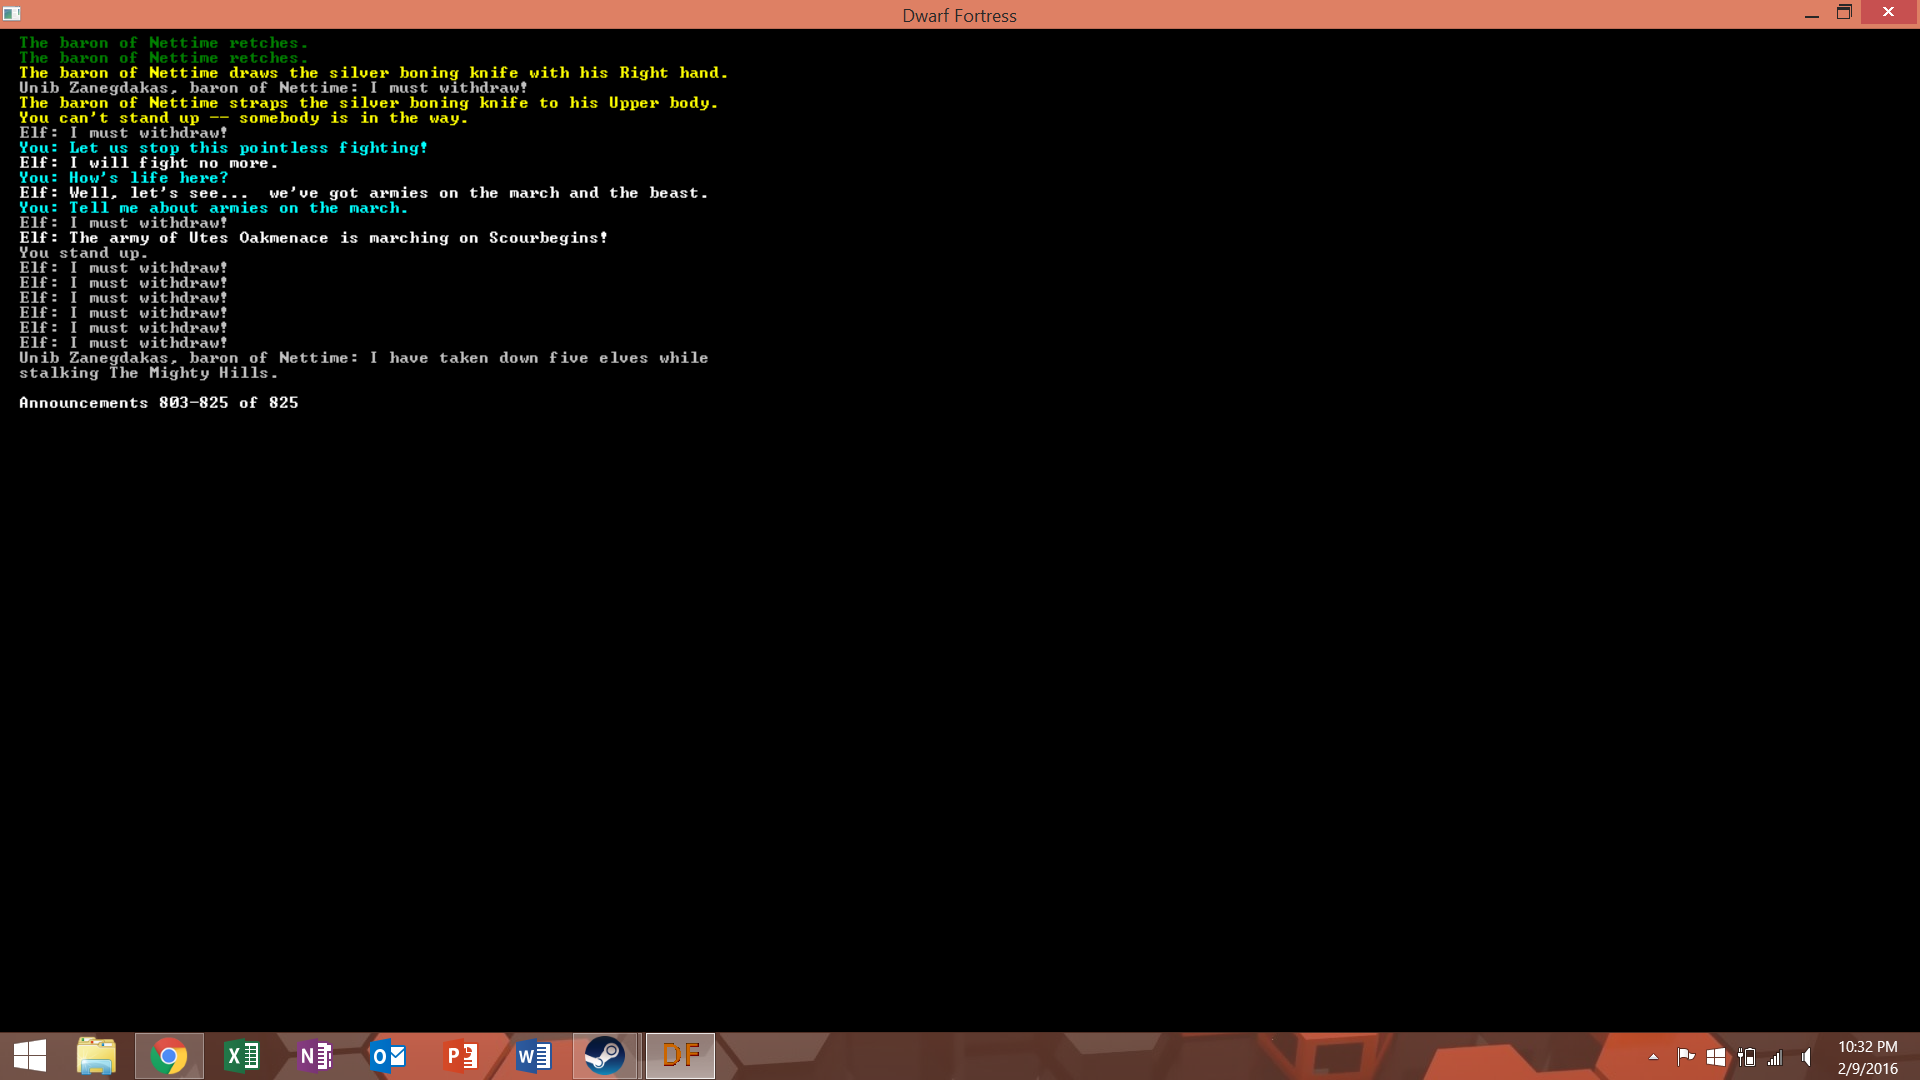 Dwarf Fortress
The baron of Nettime retches.
The baron of Nettime retches.
The baron of Nettime draws the silver boning knife with his Right hand.
Unib Zanegdakas, baron of Nettime: I must withdraw!
The baron of Nettime straps the silver boning knife to his Upper body.
You can't stand up -- somebody is in the way.
Elf: I must withdraw!
You: Let us stop this pointless fighting!
Elf: I will fight no more.
You: How's life here?
Elf: Well, let's see...  we've got armies on the march and the beast.
You: Tell me about armies on the march.
Elf: I must withdraw!
Elf: The army of Utes Oakmenace is marching on Scourbegins!
You stand up.
Elf: I must withdraw!
Elf: I must withdraw!
Elf: I must withdraw!
Elf: I must withdraw!
Elf: I must withdraw!
Elf: I must withdraw!
Unib Zanegdakas, baron of Nettime: I have taken down five elves while
stalking The Mighty Hills.
Announcements 803-825 of 825
DF
10:32 PM
2/9/2016